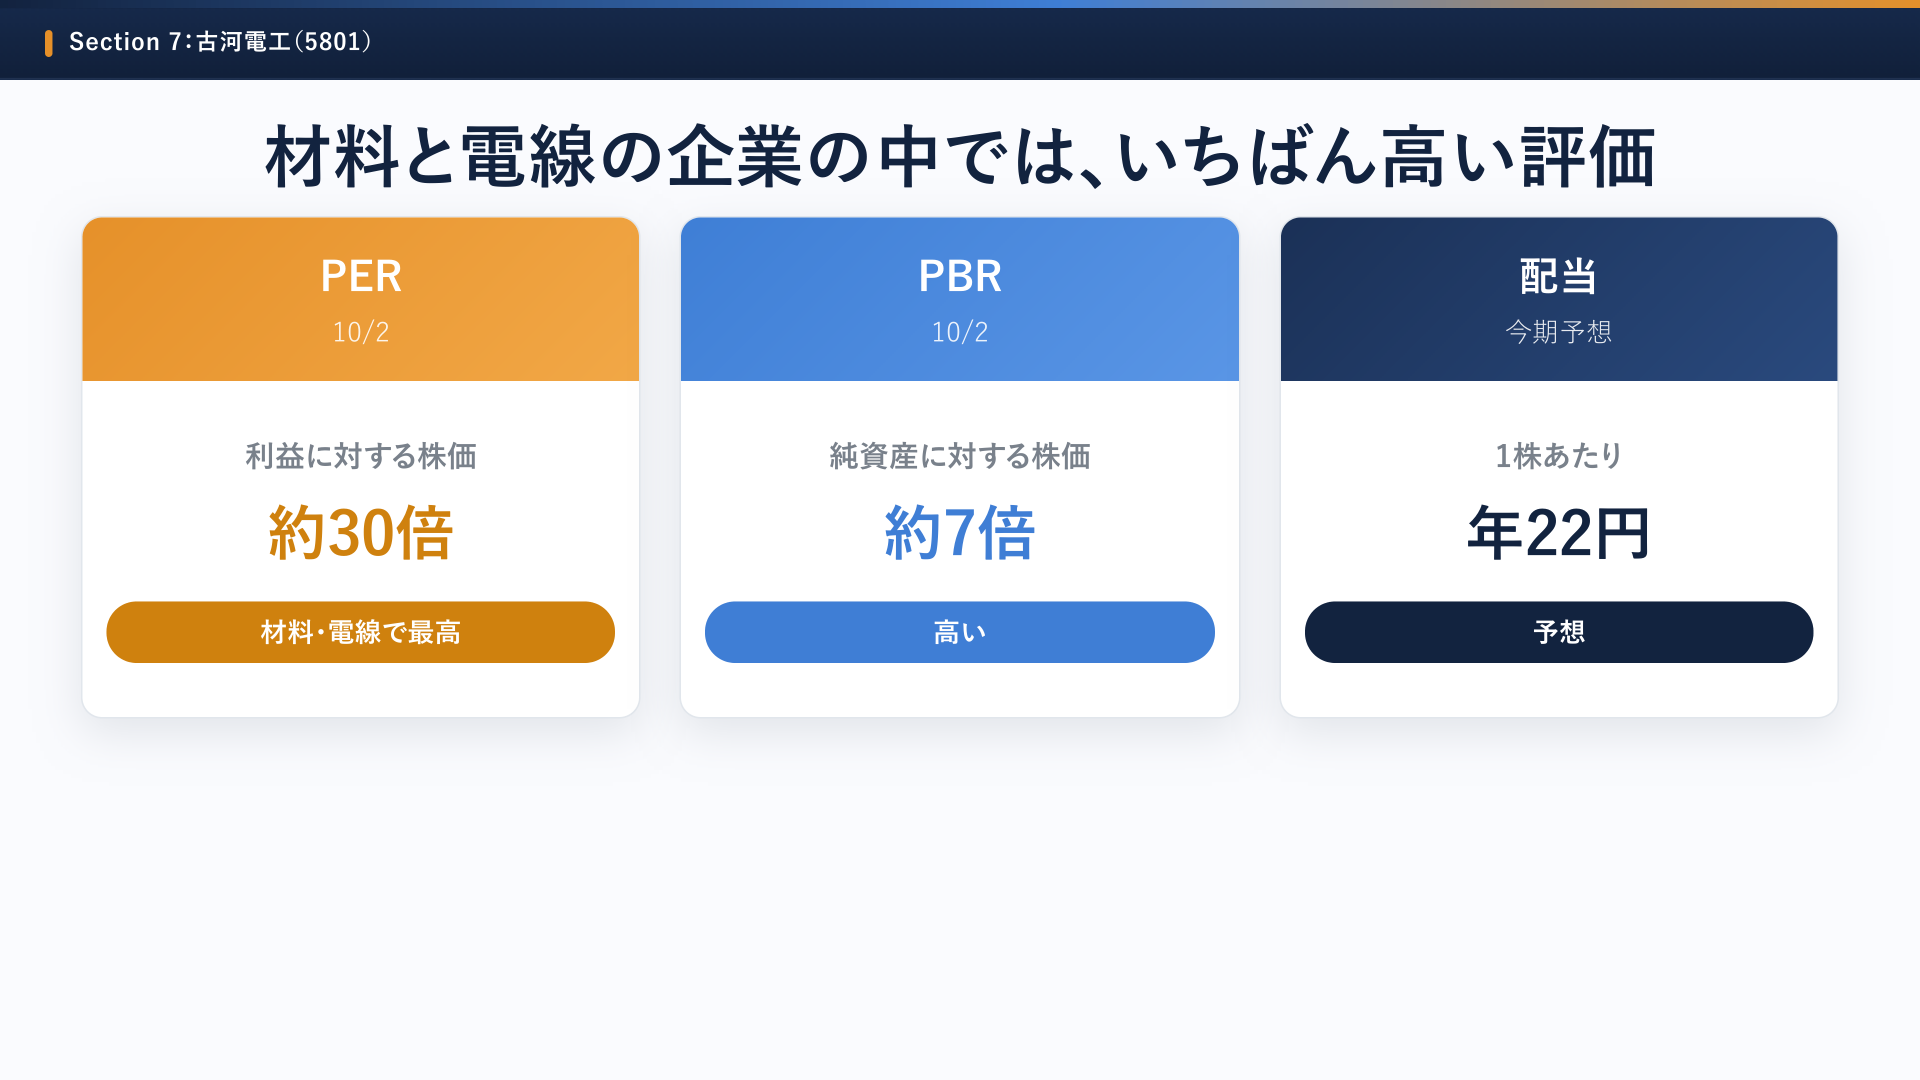 Section 7：古河電工（5801）
材料と電線の企業の中では、いちばん高い評価
PER
10/2
利益に対する株価
約30倍
材料・電線で最高
PBR
10/2
純資産に対する株価
約7倍
高い
配当
今期予想
1株あたり
年22円
予想